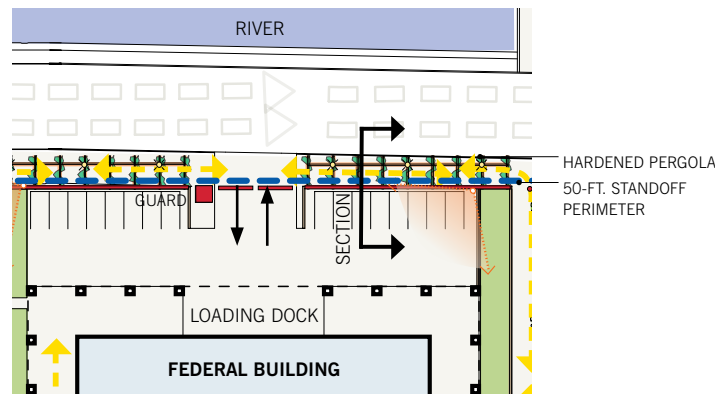 RIVER
HARDENED PERGOLA
50-FT. STANDOFF
PERIMETER
GUARD
SECTION
LOADING DOCK
FEDERAL BUILDING